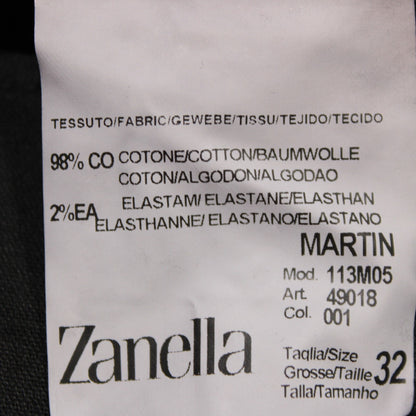 TESSUTO/FABRIC/GEWEBE/TISSU/TEJIDO/TECIDO
98% CO COTONE/COTTON/BAUMWOLLE
COTON/ALGODON/ALGODAO
2%EA ELASTAM/ELASTANE/ELASTHAN
ELASTHANNE/ELASTANO/ELASTANO
MARTIN
Mod. 113M05
Art. 49018
Col. 001
Zanella
Taglia/Size
Grosse/Taille 32
Talla/Tamanho